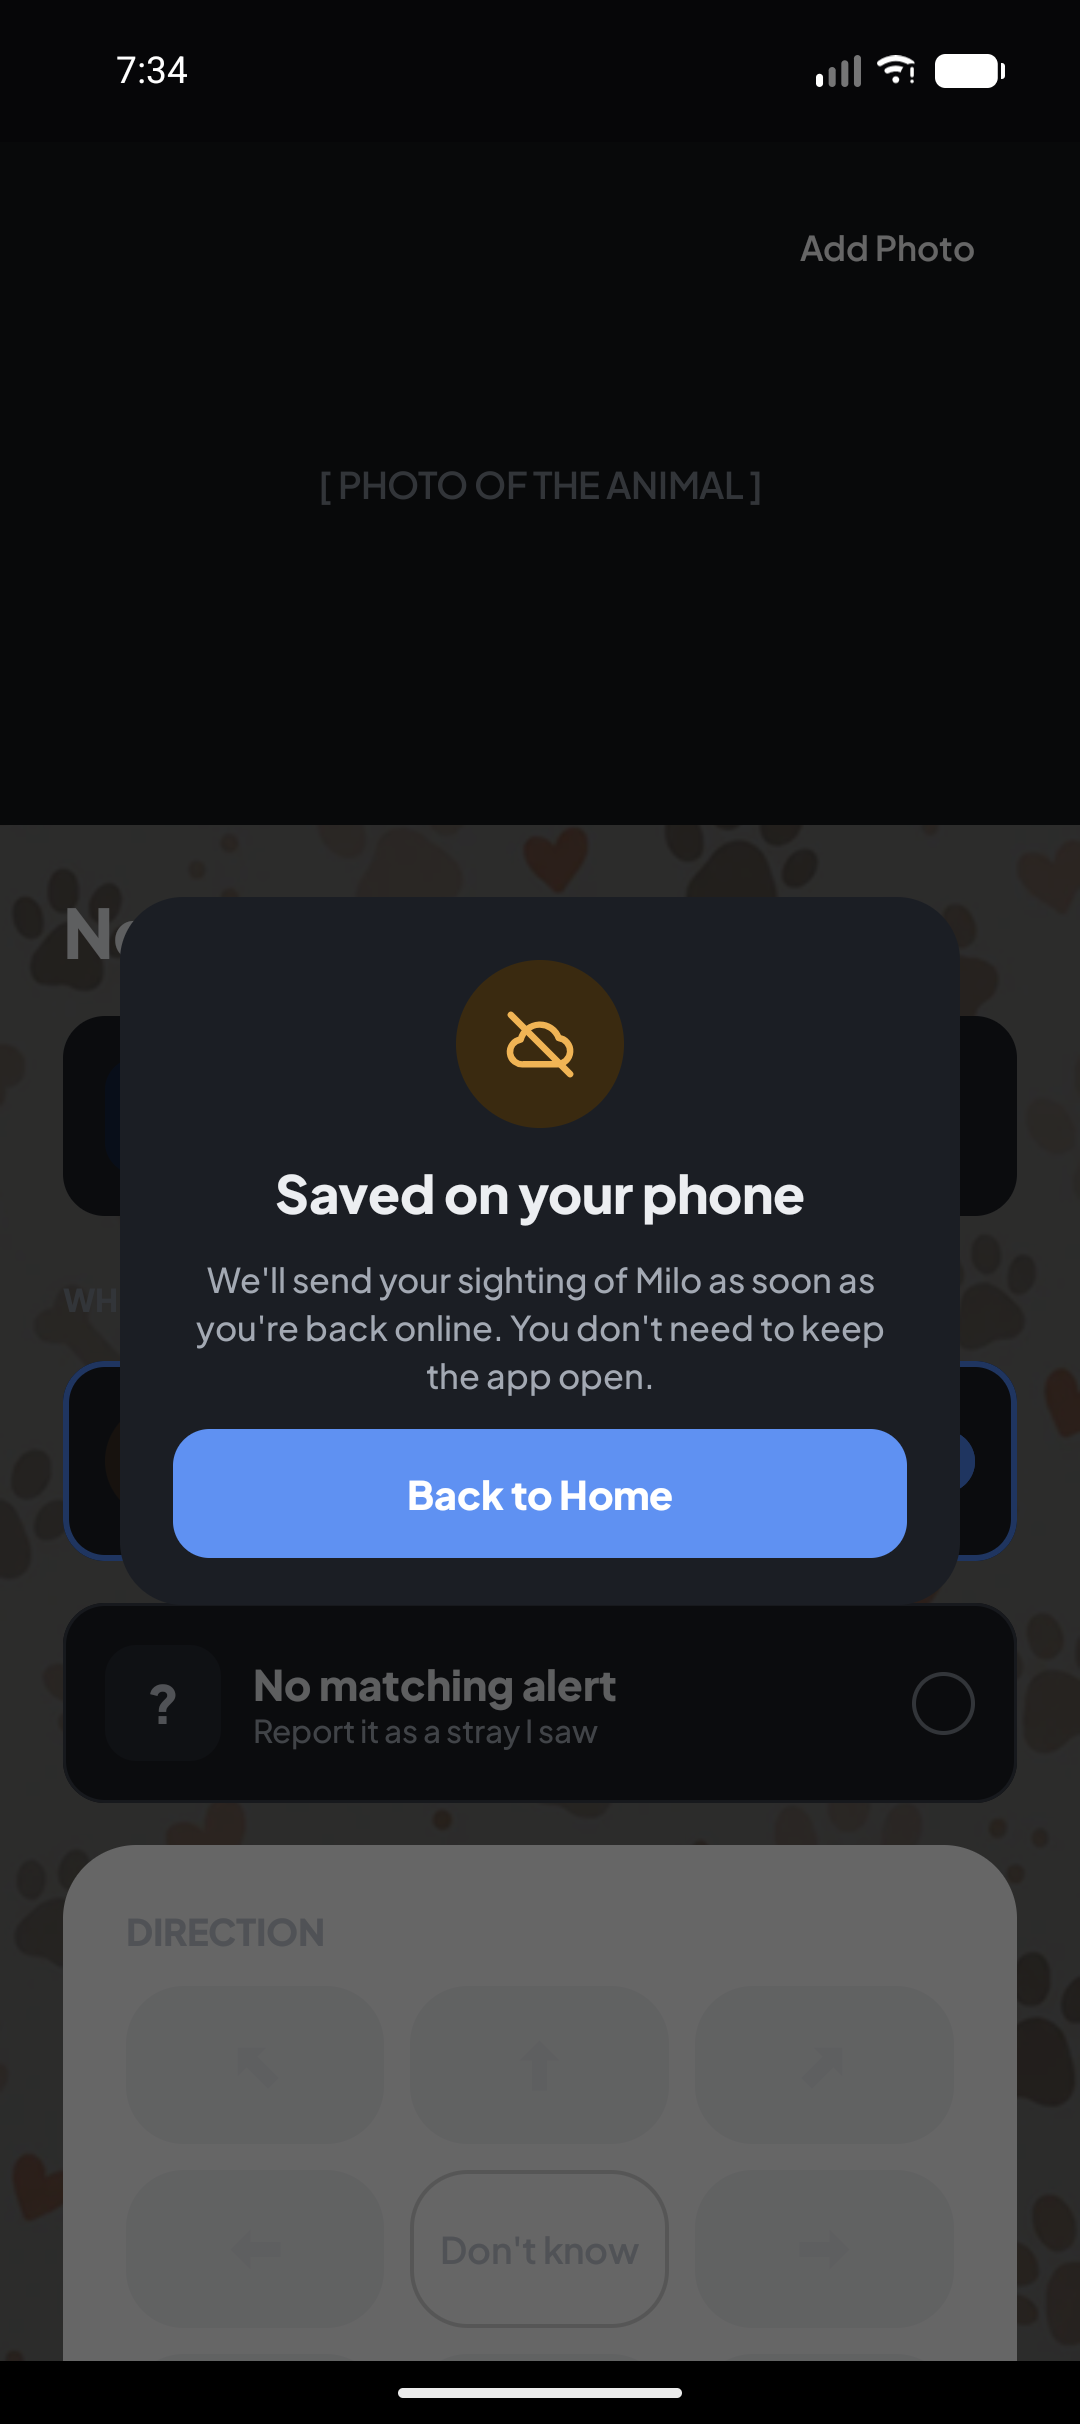 7:34
Add Photo
[ PHOTO OF THE ANIMAL ]
Saved on your phone
We'll send your sighting of Milo as soon as
you're back online. You don't need to keep
the app open.
Back to Home
?
No matching alert
Report it as a stray I saw
DIRECTION
Don't know